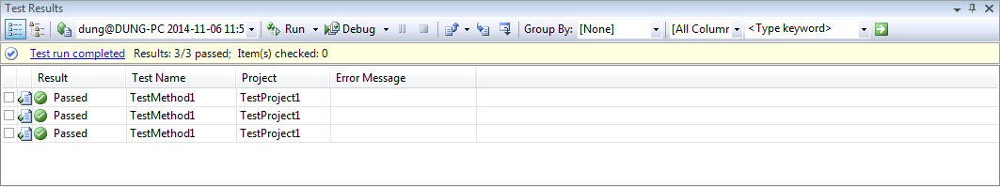 Test Results
dung@DUNG-PC 2014-11-06 11:5 Run Debug Group By: [None] [All Columr <Type keyword>
Test run completed Results: 3/3 passed; Item(s) checked: 0
Result Test Name Project Error Message
Passed TestMethod1 TestProject1
Passed TestMethod1 TestProject1
Passed TestMethod1 TestProject1